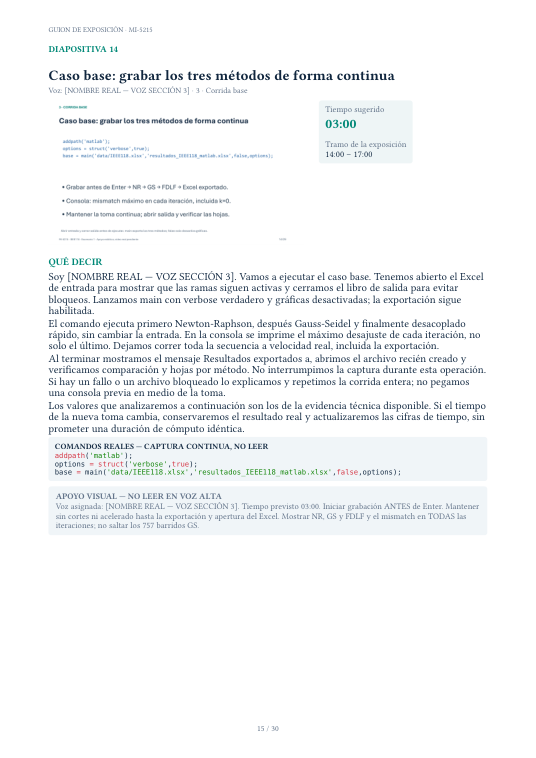 GUION DE EXPOSICIÓN · MI-5215
DIAPOSITIVA 14
Caso base: grabar los tres métodos de forma continua
Voz: [NOMBRE REAL — VOZ SECCIÓN 3] · 3 · Corrida base
Caso base: grabar los tres métodos de forma continua
addpath('matlab');
options = struct('verbose',true);
base = main('data/IEEE118.xlsx','resultados_IEEE118_matlab.xlsx',false,options);
• Grabar antes de Enter → NR → GS → FDLF → Excel exportado.
• Consola: mismatch máximo en cada iteración, incluida k=0.
• Mantener la toma continua; abrir salida y verificar las hojas.
Tiempo sugerido
03:00
Tramo de la exposición
14:00 – 17:00
QUÉ DECIR
Soy [NOMBRE REAL — VOZ SECCIÓN 3]. Vamos a ejecutar el caso base. Tenemos abierto el Excel
de entrada para mostrar que las ramas siguen activas y cerramos el libro de salida para evitar
bloqueos. Lanzamos main con verbose verdadero y gráficas desactivadas; la exportación sigue
habilitada.
El comando ejecuta primero Newton-Raphson, después Gauss-Seidel y finalmente desacoplado
rápido, sin cambiar la entrada. En la consola se imprime el máximo desajuste de cada iteración, no
solo el último. Dejamos correr toda la secuencia a velocidad real, incluida la exportación.
Al terminar mostramos el mensaje Resultados exportados a, abrimos el archivo recién creado y
verificamos comparación y hojas por método. No interrumpimos la captura durante esta operación.
Si hay un fallo o un archivo bloqueado lo explicamos y repetimos la corrida entera; no pegamos
una consola previa en medio de la toma.
Los valores que analizaremos a continuación son los de la evidencia técnica disponible. Si el tiempo
de la nueva toma cambia, conservaremos el resultado real y actualizaremos las cifras de tiempo, sin
prometer una duración de cómputo idéntica.
COMANDOS REALES — CAPTURA CONTINUA, NO LEER
addpath('matlab');
options = struct('verbose',true);
base = main('data/IEEE118.xlsx','resultados_IEEE118_matlab.xlsx',false,options);
APOYO VISUAL — NO LEER EN VOZ ALTA
Voz asignada: [NOMBRE REAL — VOZ SECCIÓN 3]. Tiempo previsto 03:00. Iniciar grabación ANTES de Enter. Mantener
sin cortes ni acelerado hasta la exportación y apertura del Excel. Mostrar NR, GS y FDLF y el mismatch en TODAS las
iteraciones; no saltar los 757 barridos GS.
15 / 30